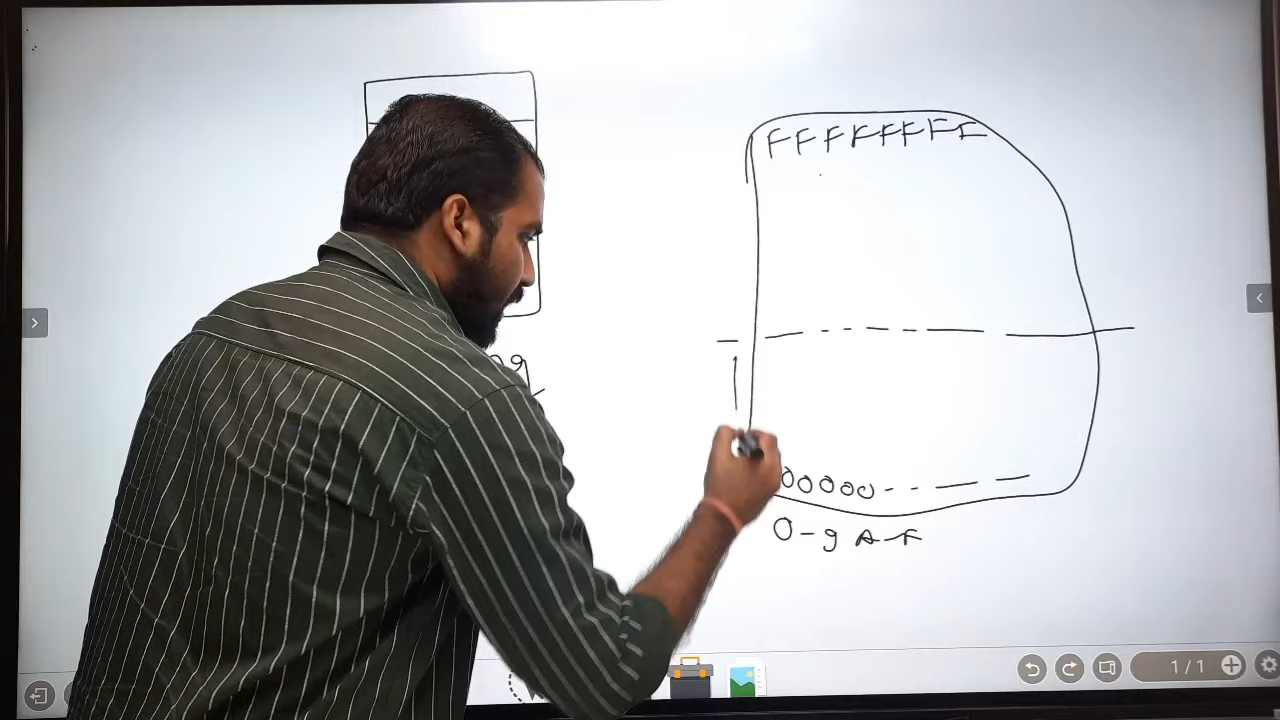 FFFFFFFF
00000-- — —
0-9 A-F
1/1